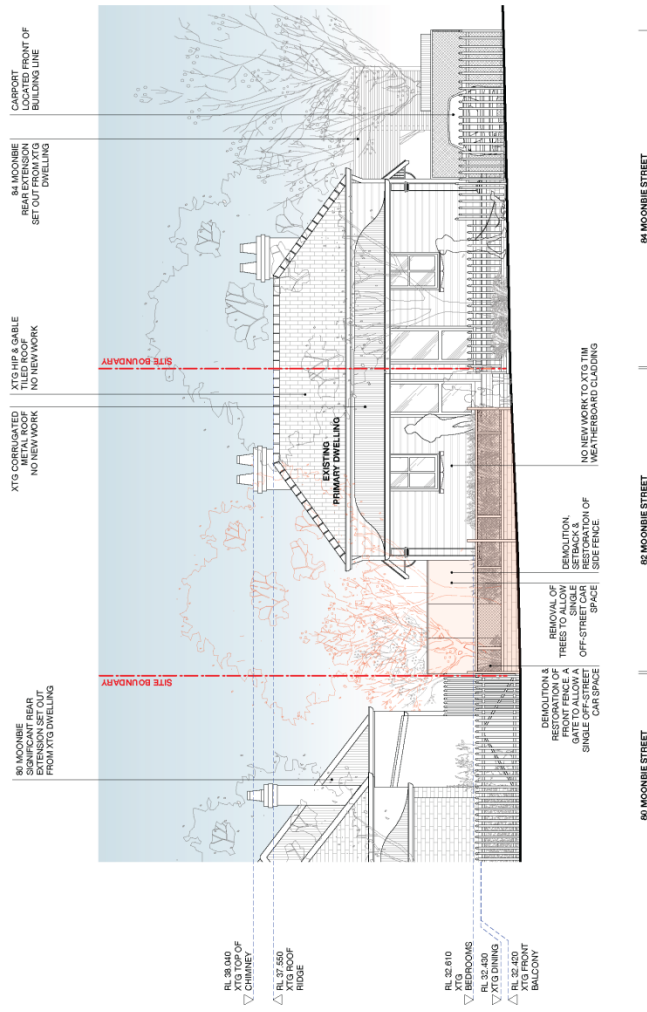 80 MOONBIE
SIGNIFICANT REAR
EXTENSION SET OUT
FROM XTG DWELLING
XTG CORRUGATED
METAL ROOF
NO NEW WORK
XTG HIP & GABLE
TILED ROOF
NO NEW WORK
84 MOONBIE
REAR EXTENSION
SET OUT FROM XTG
DWELLING
CARPORT
LOCATED FRONT OF
BUILDING LINE
SITE BOUNDARY
SITE BOUNDARY
RL 38.040
XTG TOP OF
CHIMNEY
RL 37.550
XTG ROOF
RIDGE
EXISTING
PRIMARY DWELLING
RL 32.610
XTG
BEDROOMS
RL 32.430
XTG DINING
RL 32.420
XTG FRONT
BALCONY
DEMOLITION &
RESTORATION OF
FRONT FENCE. A
GATE TO ALLOW A
SINGLE OFF-STREET
CAR SPACE
REMOVAL OF
TREES TO ALLOW
SINGLE
OFF-STREET CAR
SPACE
DEMOLITION,
SETBACK &
RESTORATION OF
SIDE FENCE.
NO NEW WORK TO XTG TIM
WEATHERBOARD CLADDING
80 MOONBIE STREET
82 MOONBIE STREET
84 MOONBIE STREET